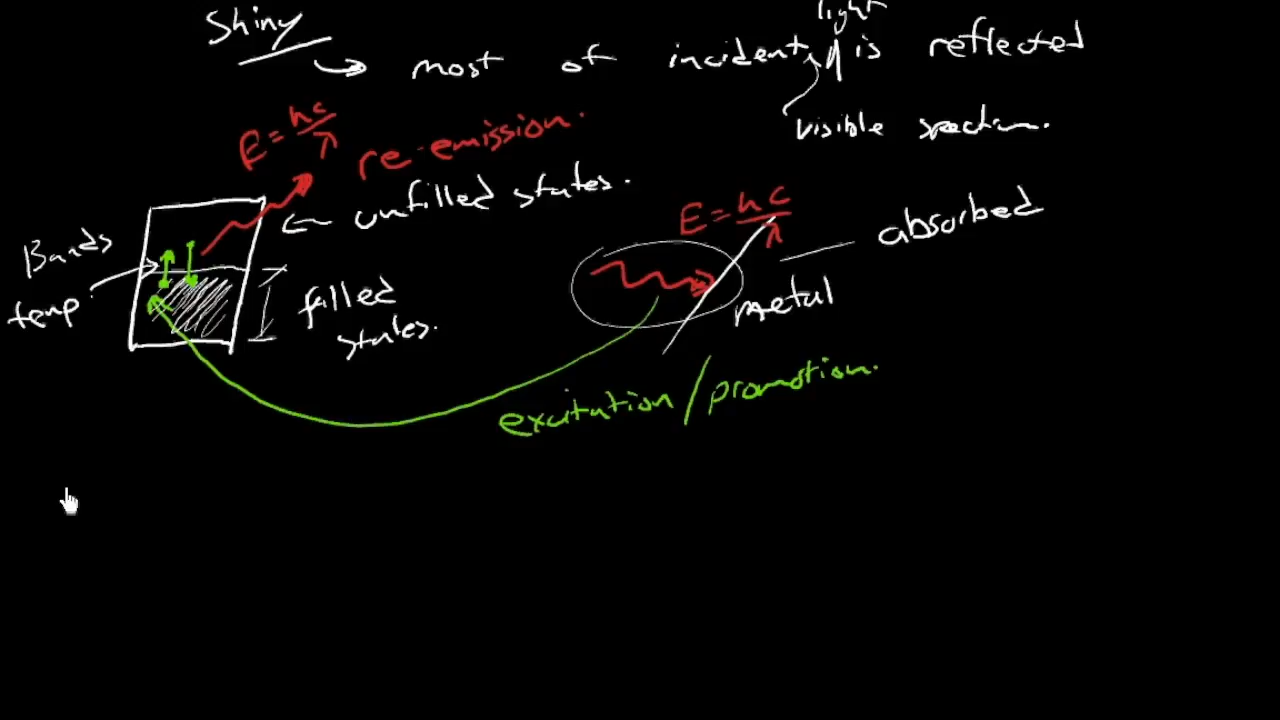 Shiny
light
most of incident is reflected
visible spectrum.
E = hc/λ
re-emission.
unfilled states.
Bands
temp
filled
states.
E = hc/λ
absorbed
metal
excitation/promotion.